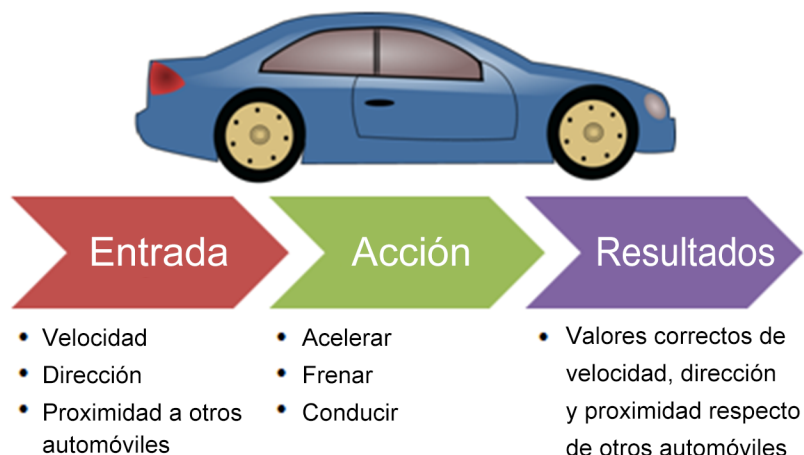 Entrada
Acción
Resultados
• Velocidad
• Dirección
• Proximidad a otros
automóviles
• Acelerar
• Frenar
• Conducir
• Valores correctos de
velocidad, dirección
y proximidad respecto
de otros automóviles